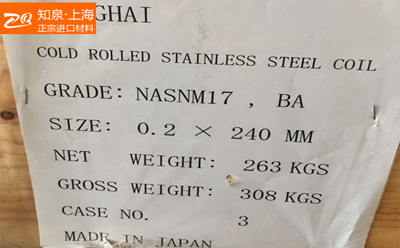 ZQ 知泉·上海
正宗进口材料
GHAI
COLD ROLLED STAINLESS STEEL COIL
GRADE: NASNM17 , BA
SIZE: 0.2 × 240 MM
NET WEIGHT: 263 KGS
GROSS WEIGHT: 308 KGS
CASE NO. 3
MADE IN JAPAN